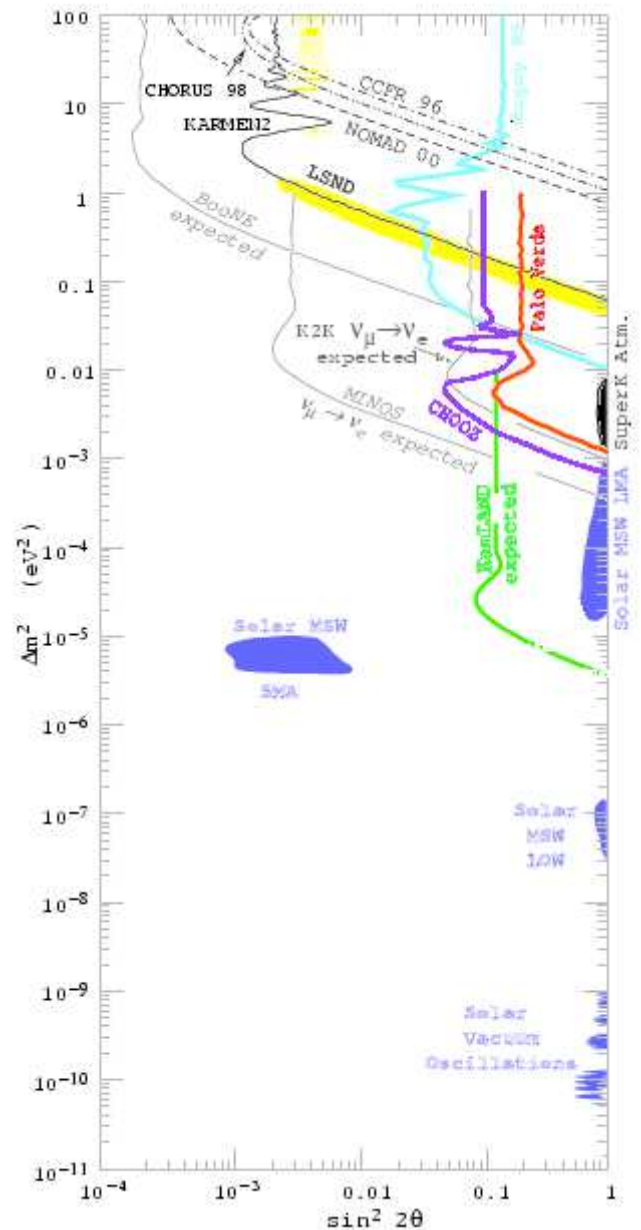 100
10
1
0.1
0.01
10⁻³
10⁻⁴
10⁻⁵
10⁻⁶
10⁻⁷
10⁻⁸
10⁻⁹
10⁻¹⁰
10⁻¹¹
Δm² (eV²)
CHORUS 98
KARMEN2
CCFR 96
NOMAD 00
LSND
BooNE
expected
Palo Verde
K2K νμ→νe
expected
CHOOZ
MINOS
νμ→νe expected
SuperK Atm.
KamLAND
expected
Solar MSW LMA
Solar MSW
SMA
Solar
MSW
LOW
Solar
Vacuum
Oscillations
10⁻⁴
10⁻³
0.01
0.1
1
sin² 2θ